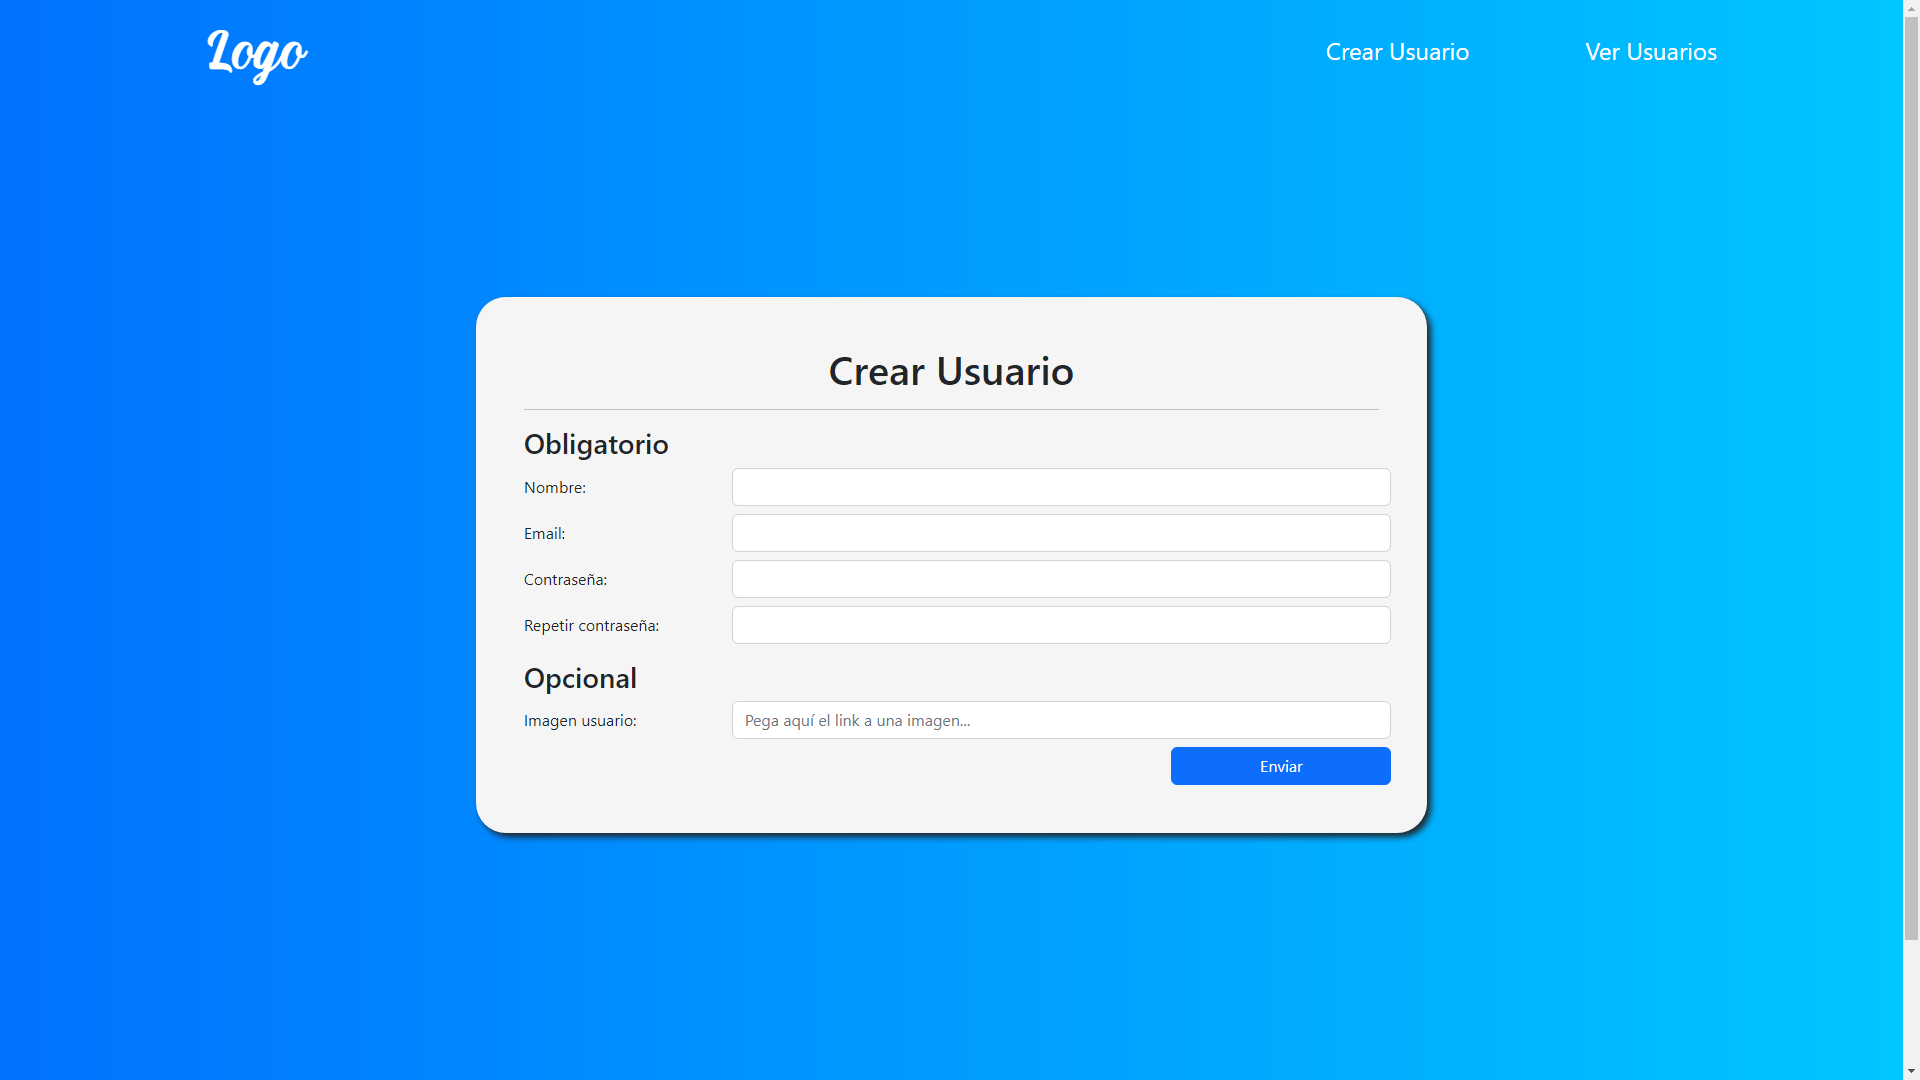 Logo
Crear Usuario
Ver Usuarios
Crear Usuario
Obligatorio
Nombre:
Email:
Contraseña:
Repetir contraseña:
Opcional
Imagen usuario:
Pega aquí el link a una imagen...
Enviar